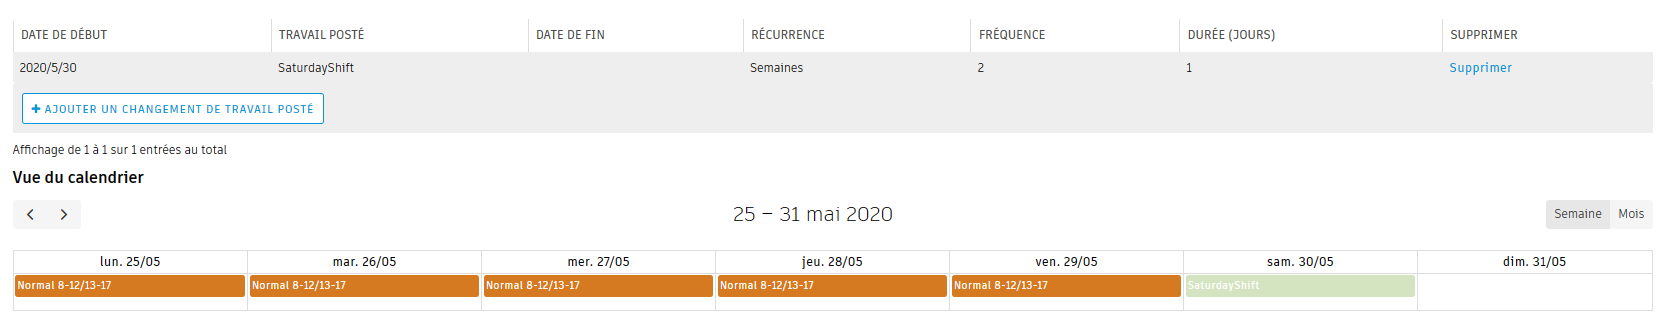 DATE DE DÉBUT TRAVAIL POSTÉ DATE DE FIN RÉCURRENCE FRÉQUENCE DURÉE (JOURS) SUPPRIMER
2020/5/30 SaturdayShift Semaines 2 1 Supprimer
+ AJOUTER UN CHANGEMENT DE TRAVAIL POSTÉ
Affichage de 1 à 1 sur 1 entrées au total
Vue du calendrier
25 – 31 mai 2020 Semaine Mois
lun. 25/05 mar. 26/05 mer. 27/05 jeu. 28/05 ven. 29/05 sam. 30/05 dim. 31/05
Normal 8-12/13-17 Normal 8-12/13-17 Normal 8-12/13-17 Normal 8-12/13-17 Normal 8-12/13-17 SaturdayShift